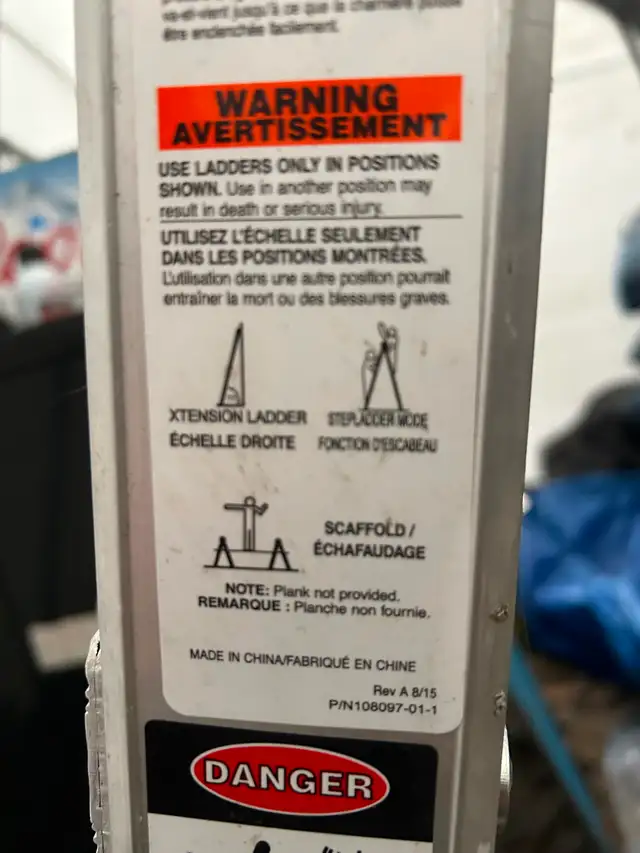 va-et-vient jusqu'à ce que la charnière puisse
être enclenchée facilement.
WARNING
AVERTISSEMENT
USE LADDERS ONLY IN POSITIONS
SHOWN. Use in another position may
result in death or serious injury.
UTILISEZ L'ÉCHELLE SEULEMENT
DANS LES POSITIONS MONTRÉES.
L'utilisation dans une autre position pourrait
entraîner la mort ou des blessures graves.
XTENSION LADDER
ÉCHELLE DROITE
STEPLADDER MODE
FONCTION D'ESCABEAU
SCAFFOLD /
ÉCHAFAUDAGE
NOTE: Plank not provided.
REMARQUE : Planche non fournie.
MADE IN CHINA/FABRIQUÉ EN CHINE
Rev A 8/15
P/N108097-01-1
DANGER